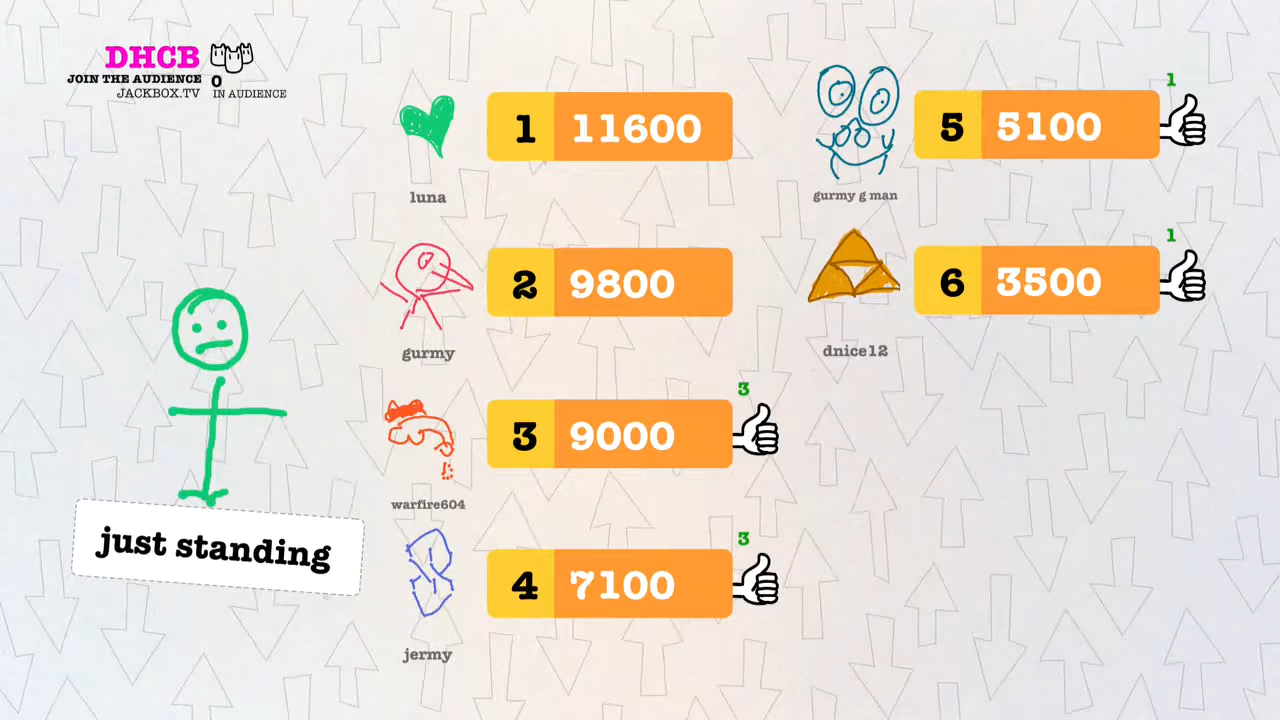 DHCB
JOIN THE AUDIENCE
JACKBOX.TV
0
IN AUDIENCE
just standing
1 11600
luna
2 9800
gurmy
3 9000
3
warfire604
4 7100
3
jermy
5 5100
1
gurmy g man
6 3500
1
dnice12